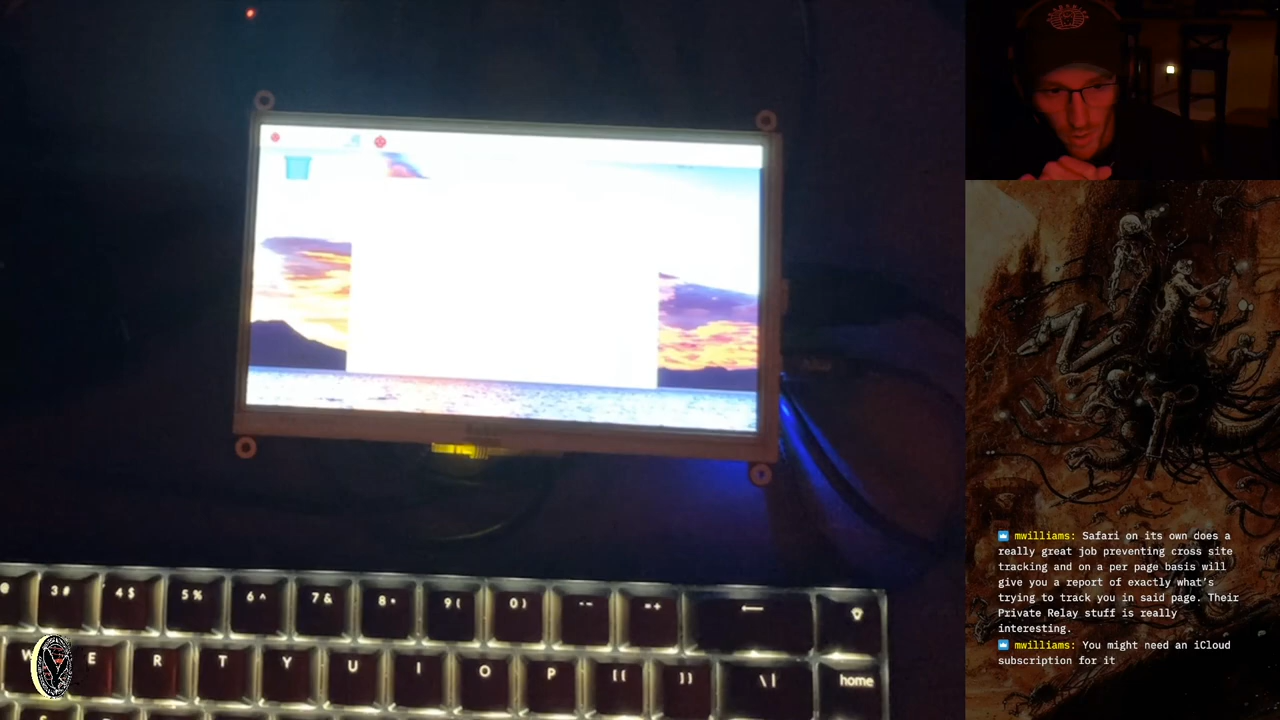 mwilliams: Safari on its own does a
really great job preventing cross site
tracking and on a per page basis will
give you a report of exactly what's
trying to track you in said page. Their
Private Relay stuff is really
interesting.
mwilliams: You might need an iCloud
subscription for it
3 # 4 $ 5 % 6 ^ 7 & 8 * 9 ( 0 ) - - = +
W E R T Y U I O P [ { ] } \ | home